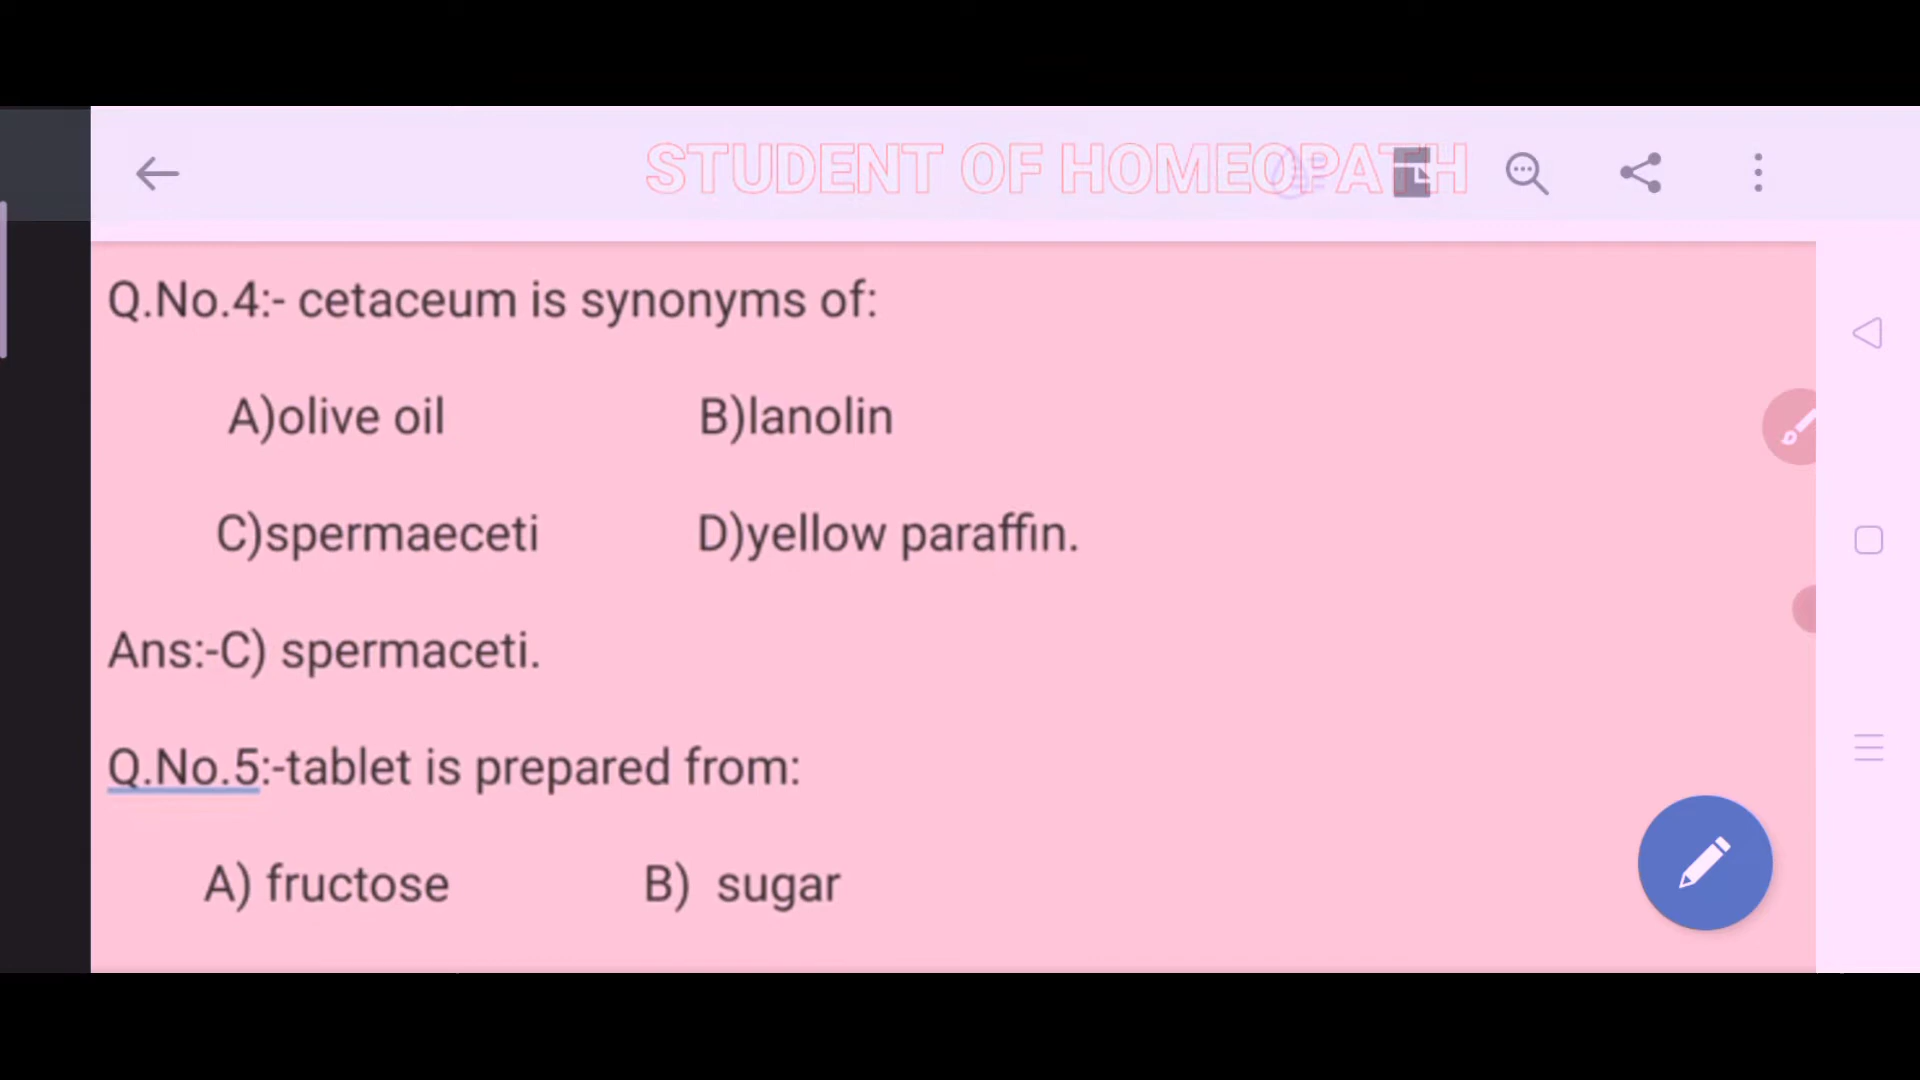 STUDENT OF HOMEOPATH
Q.No.4:- cetaceum is synonyms of:
A)olive oil B)lanolin
C)spermaeceti D)yellow paraffin.
Ans:-C) spermaceti.
Q.No.5:-tablet is prepared from:
A) fructose B) sugar